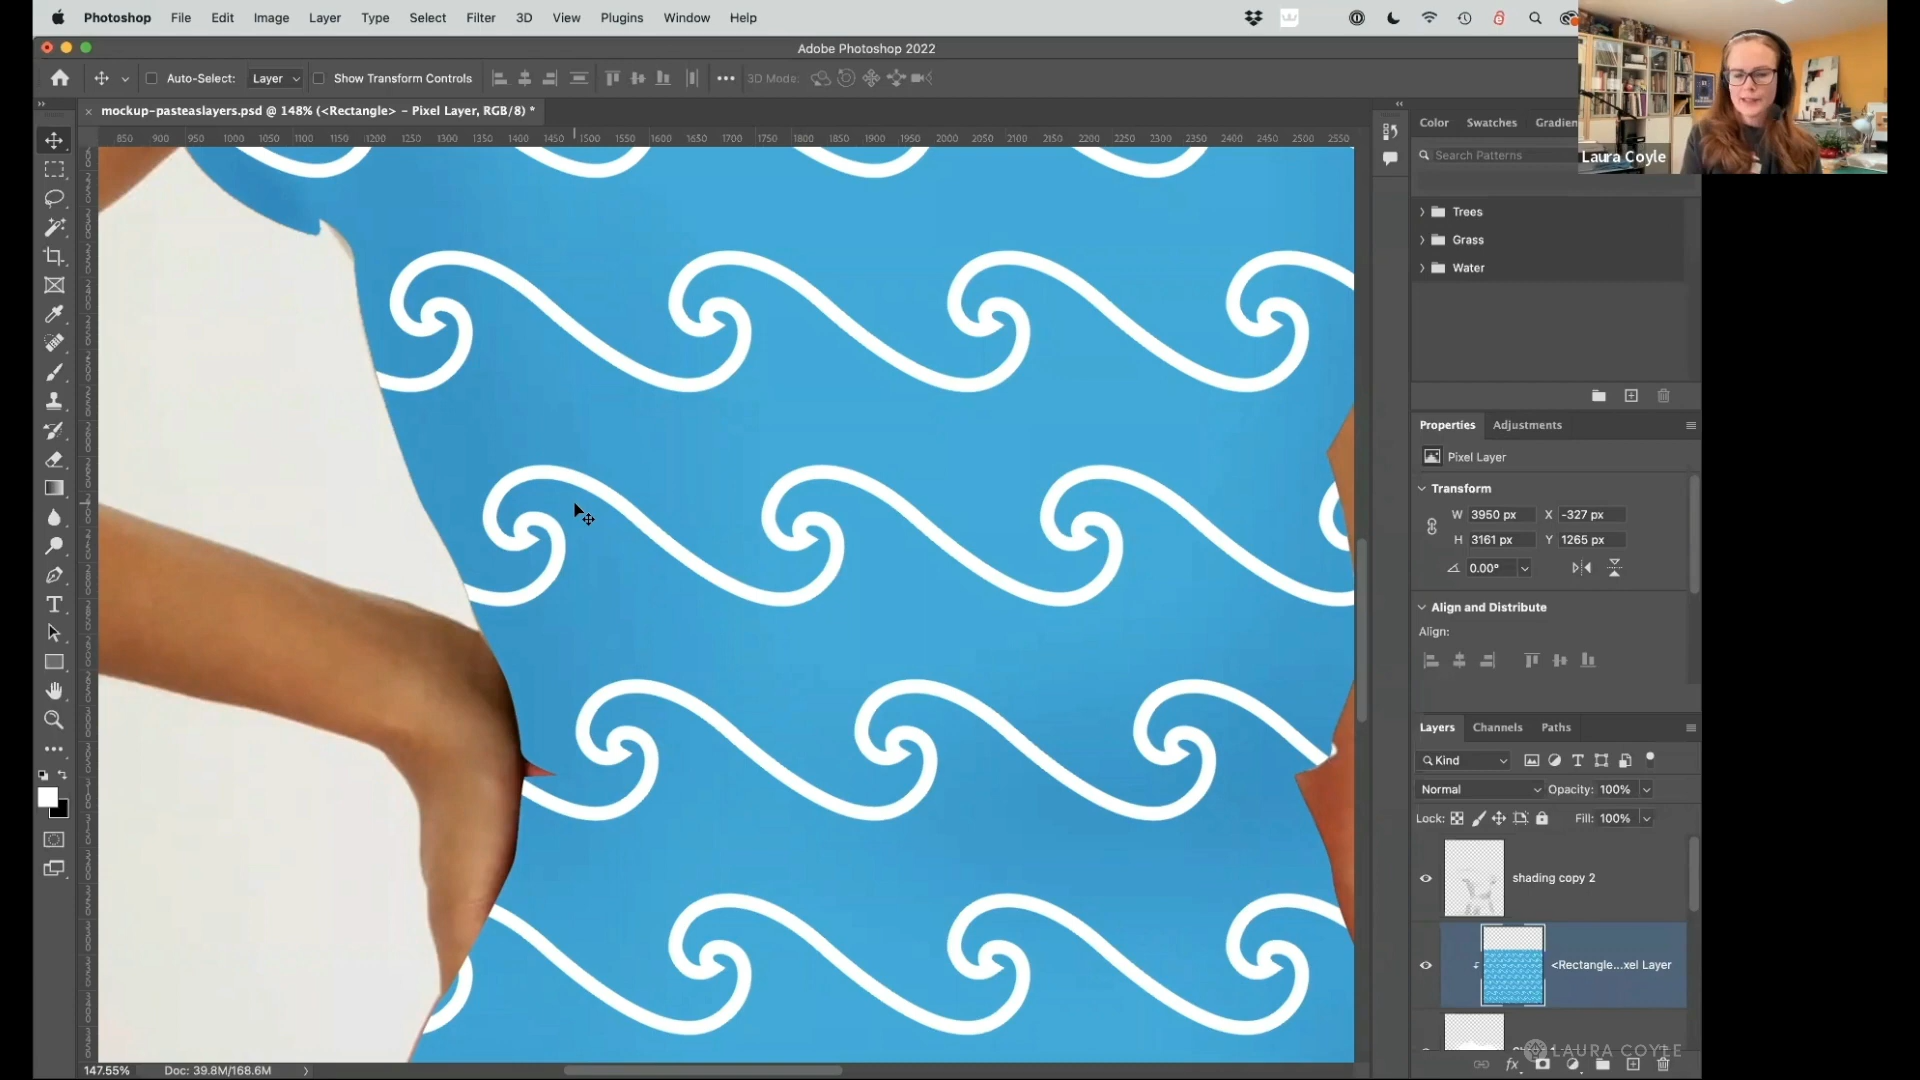 Photoshop File Edit Image Layer Type Select Filter 3D View Plugins Window Help
Adobe Photoshop 2022
Auto-Select: Layer Show Transform Controls 3D Mode:
mockup-pasteaslayers.psd @ 148% (<Rectangle> – Pixel Layer, RGB/8) *
850 900 950 1000 1050 1100 1150 1200 1250 1300 1350 1400 1450 1500 1550 1600 1650 1700 1750 1800 1850 1900 1950 2000 2050 2100 2150 2200 2250 2300 2350 2400 2450 2500 2550
Color Swatches Gradien
Search Patterns
Laura Coyle
Trees
Grass
Water
Properties Adjustments
Pixel Layer
Transform
W 3950 px X -327 px
H 3161 px Y 1265 px
0.00°
Align and Distribute
Align:
Layers Channels Paths
Kind
Normal Opacity: 100%
Lock: Fill: 100%
shading copy 2
<Rectangle...xel Layer
LAURA COYLE
fx
147.55% Doc: 39.8M/168.6M